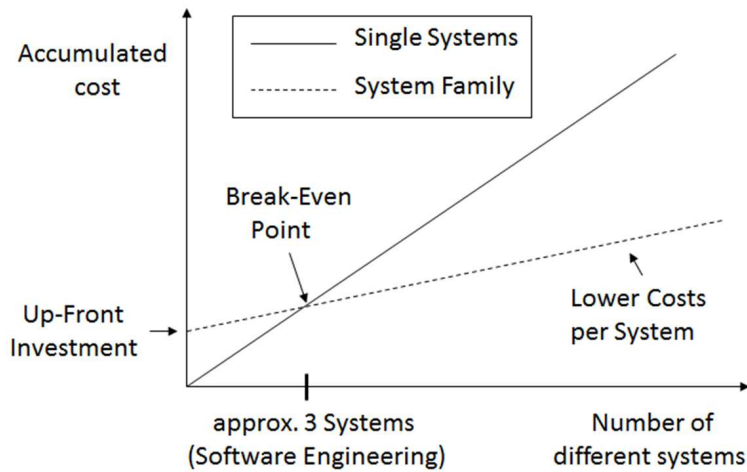 Accumulated
cost
Single Systems
System Family
Break-Even
Point
Up-Front
Investment
Lower Costs
per System
approx. 3 Systems
(Software Engineering)
Number of
different systems